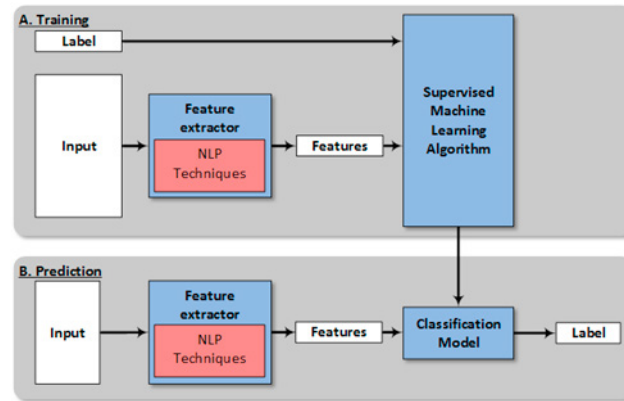 A. Training
Label
Input
Feature
extractor
NLP
Techniques
Features
Supervised
Machine
Learning
Algorithm
B. Prediction
Input
Feature
extractor
NLP
Techniques
Features
Classification
Model
Label